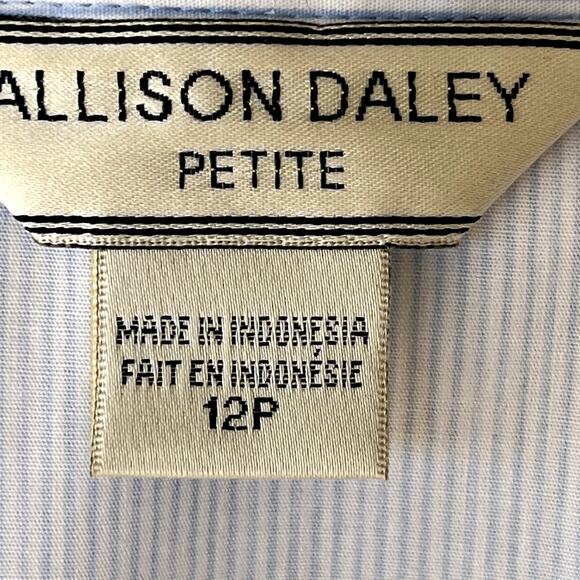 ALLISON DALEY
PETITE
MADE IN INDONESIA
FAIT EN INDONÉSIE
12P